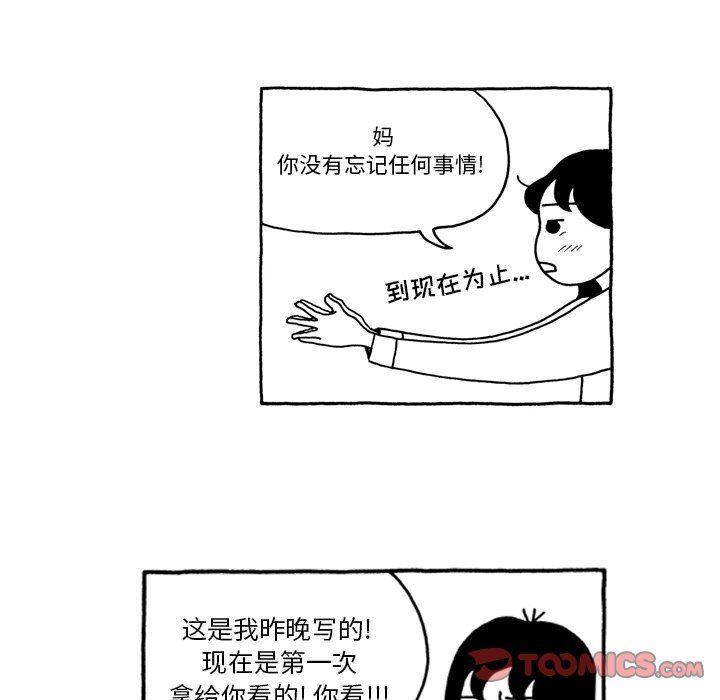 妈
你没有忘记任何事情!
到现在为止...
这是我昨晚写的!
现在是第一次
拿给你看的! 你看!!!
TOOMICS.COM